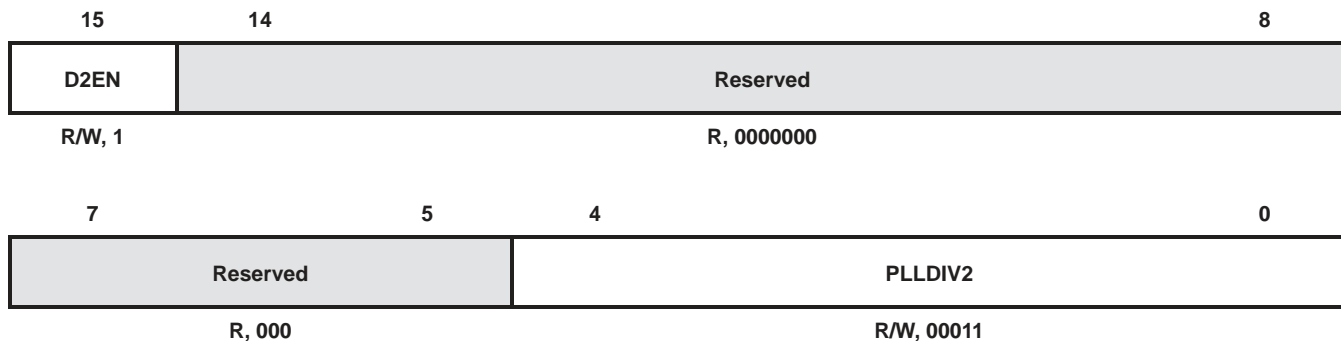 15 14 8
D2EN Reserved
R/W, 1 R, 0000000
7 5 4 0
Reserved PLLDIV2
R, 000 R/W, 00011